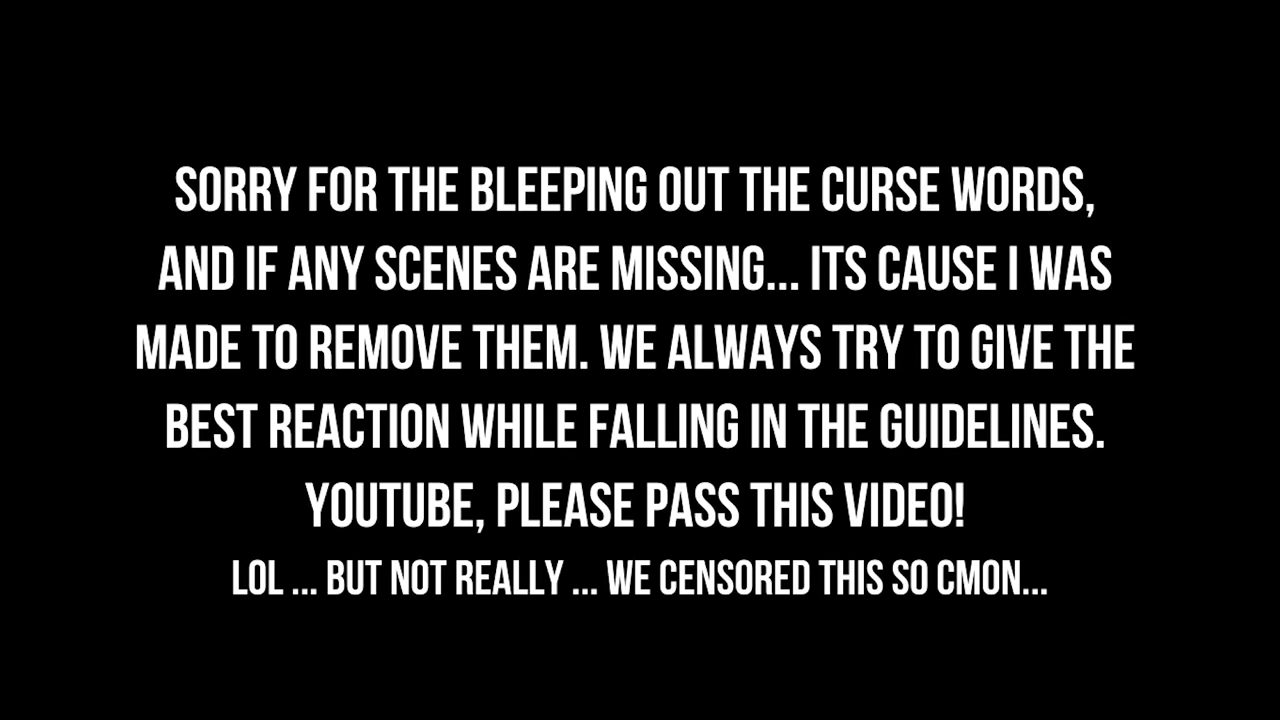 SORRY FOR THE BLEEPING OUT THE CURSE WORDS,
AND IF ANY SCENES ARE MISSING... ITS CAUSE I WAS
MADE TO REMOVE THEM. WE ALWAYS TRY TO GIVE THE
BEST REACTION WHILE FALLING IN THE GUIDELINES.
YOUTUBE, PLEASE PASS THIS VIDEO!
LOL ... BUT NOT REALLY ... WE CENSORED THIS SO CMON...